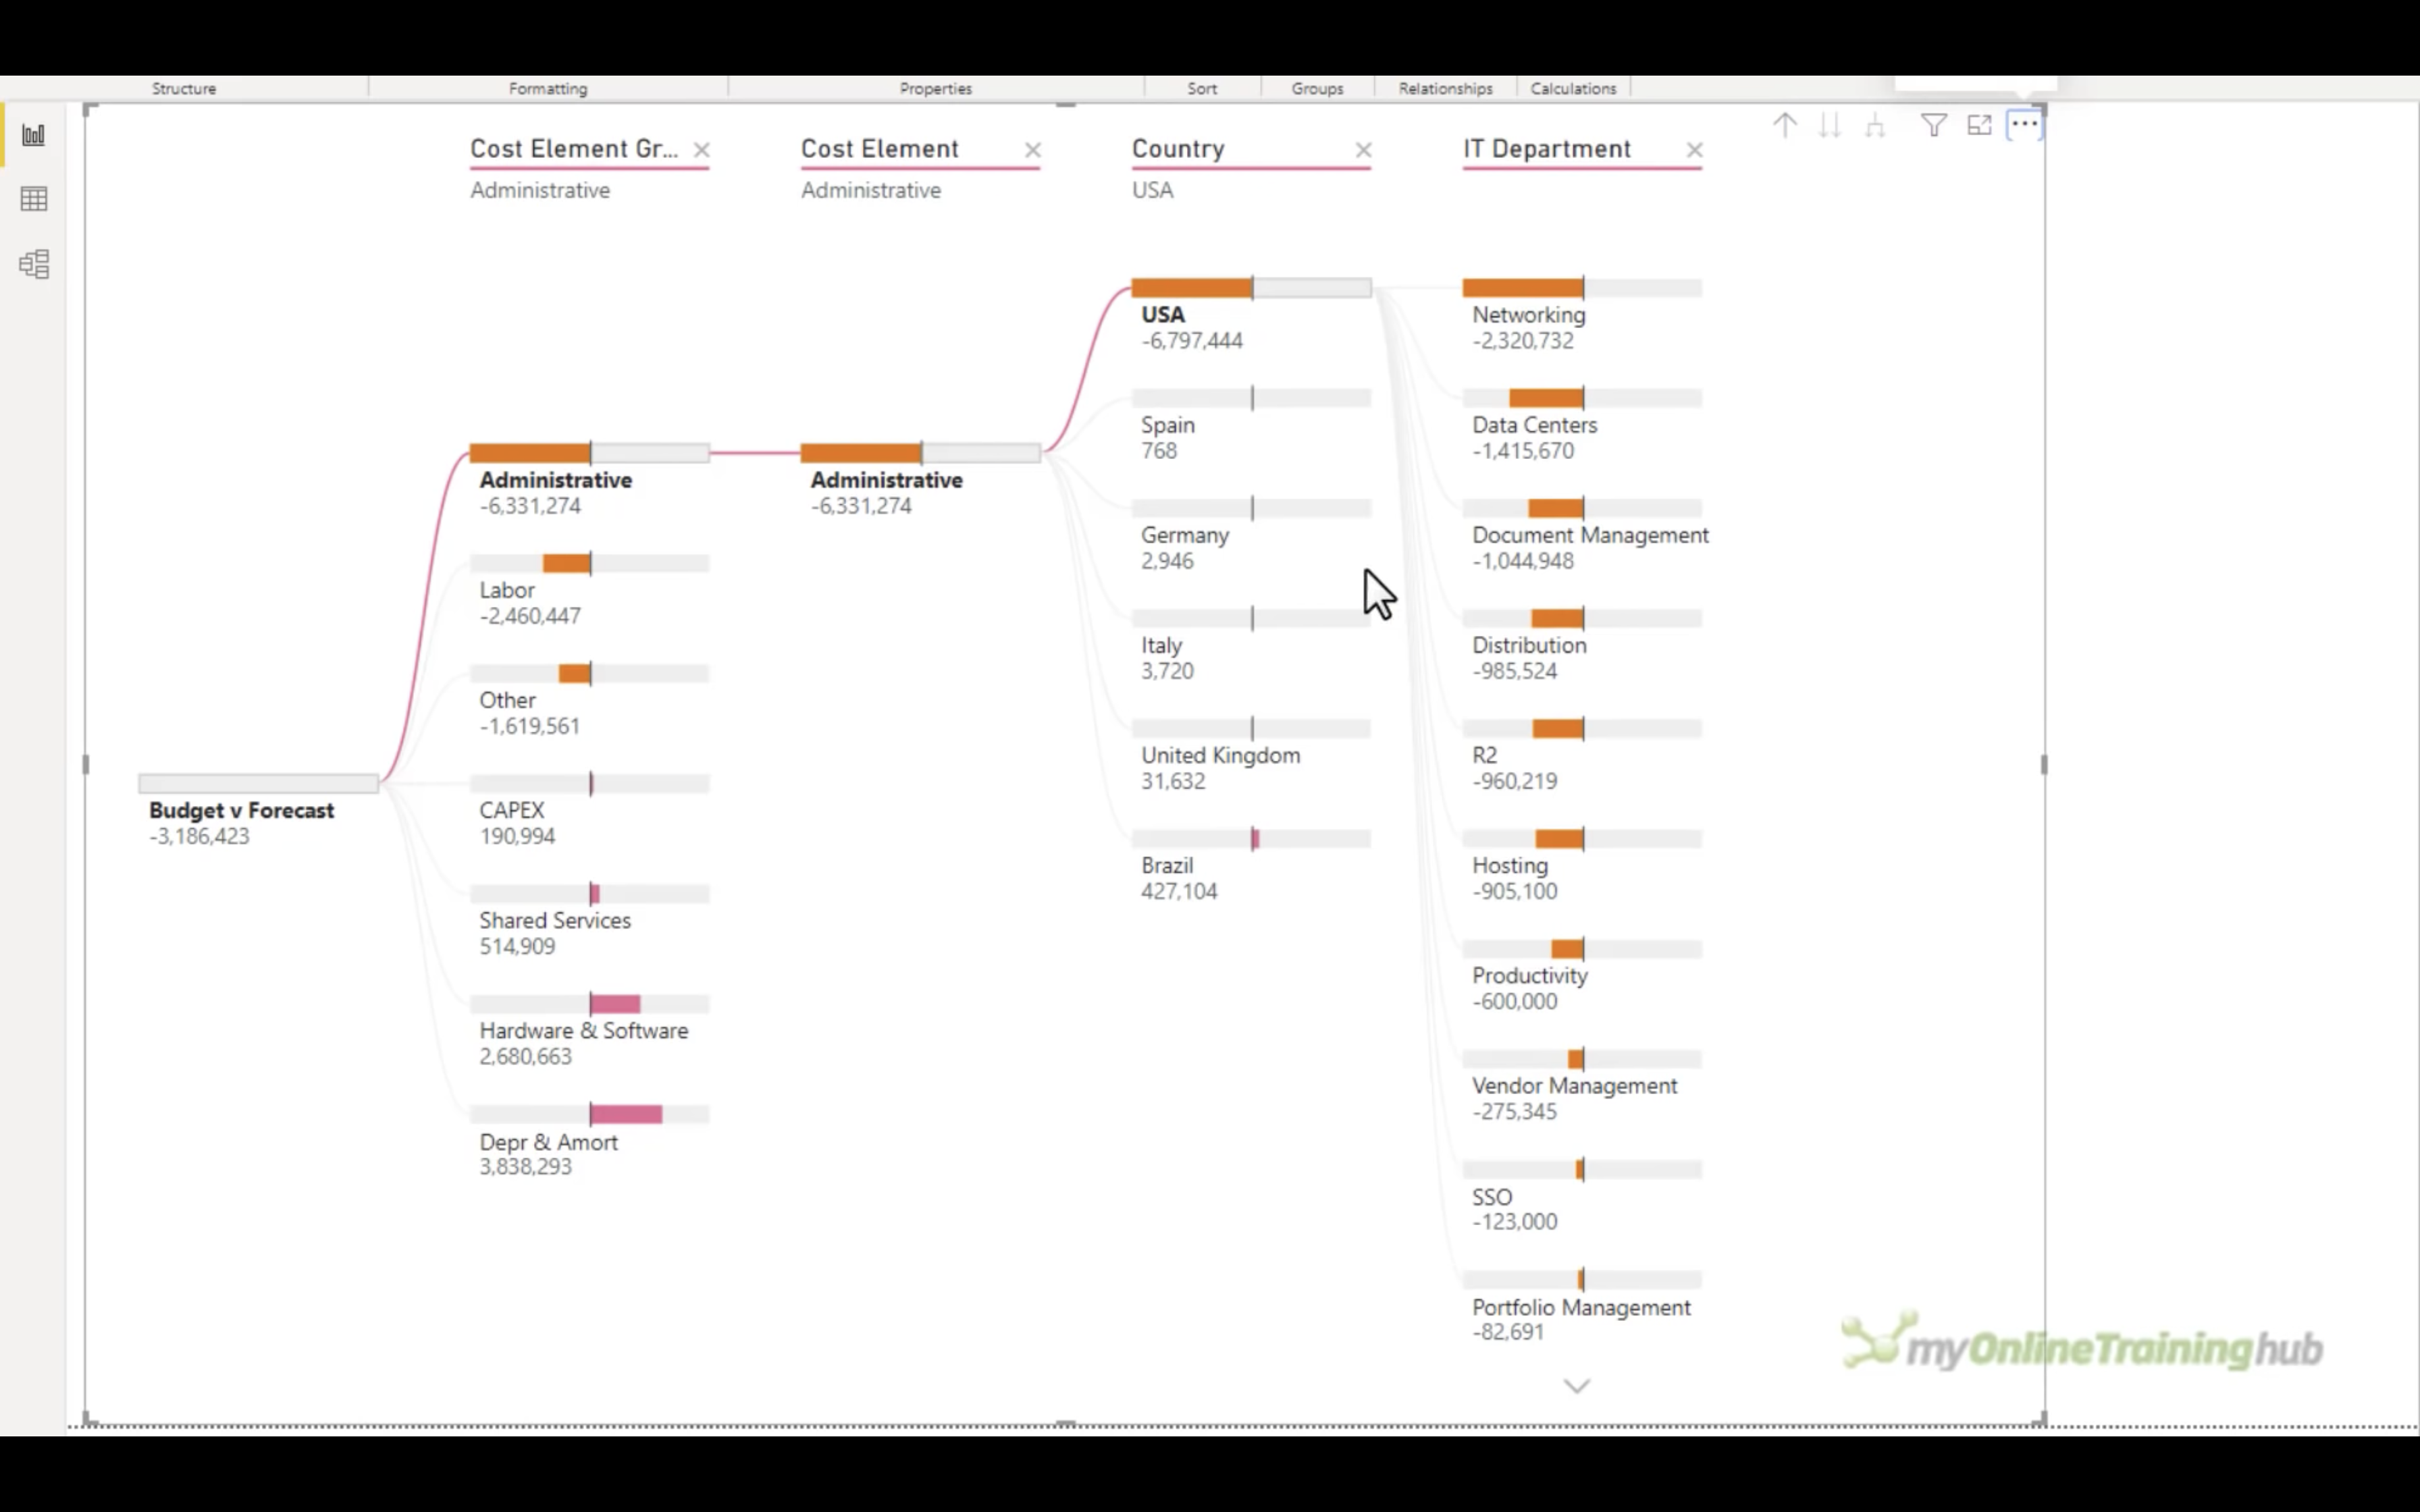 Structure
Formatting
Properties
Sort
Groups
Relationships
Calculations
Cost Element Gr...
Administrative
Cost Element
Administrative
Country
USA
IT Department
Budget v Forecast
-3,186,423
Administrative
-6,331,274
Labor
-2,460,447
Other
-1,619,561
CAPEX
190,994
Shared Services
514,909
Hardware & Software
2,680,663
Depr & Amort
3,838,293
Administrative
-6,331,274
USA
-6,797,444
Spain
768
Germany
2,946
Italy
3,720
United Kingdom
31,632
Brazil
427,104
Networking
-2,320,732
Data Centers
-1,415,670
Document Management
-1,044,948
Distribution
-985,524
R2
-960,219
Hosting
-905,100
Productivity
-600,000
Vendor Management
-275,345
SSO
-123,000
Portfolio Management
-82,691
myOnlineTraininghub